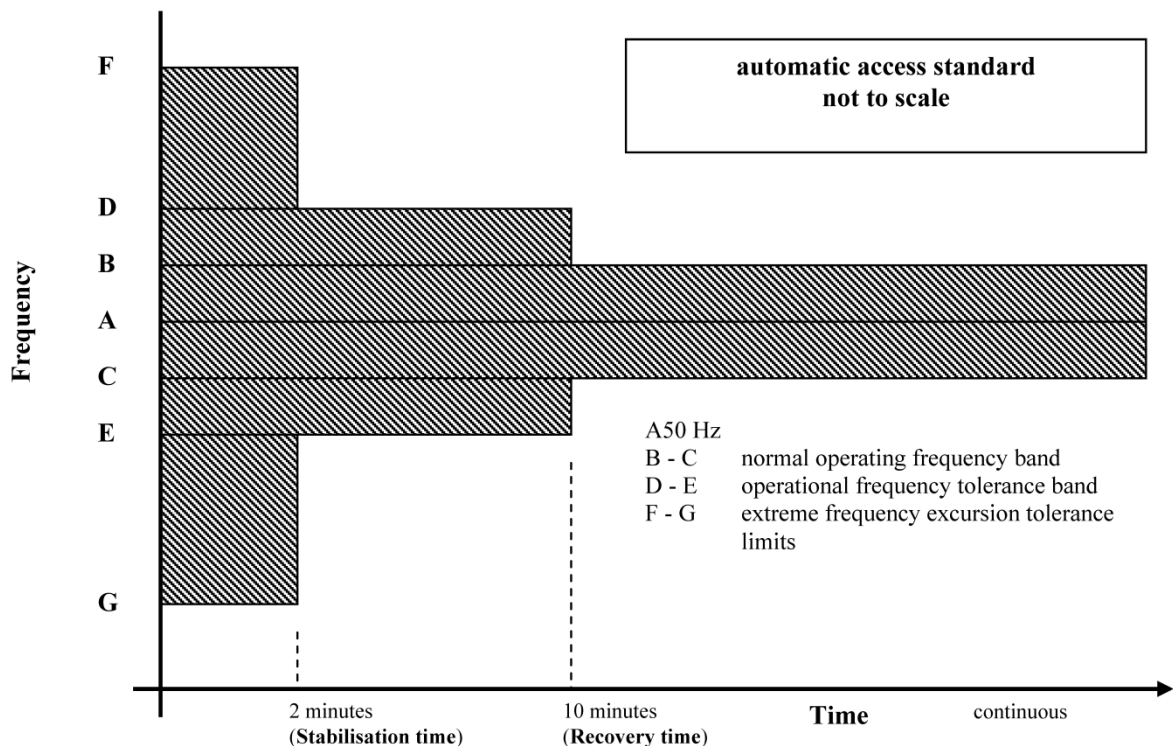 automatic access standard
not to scale
F
D
B
A
C
E
G
Frequency
A50 Hz
B - C normal operating frequency band
D - E operational frequency tolerance band
F - G extreme frequency excursion tolerance
limits
2 minutes
(Stabilisation time)
10 minutes
(Recovery time)
Time
continuous